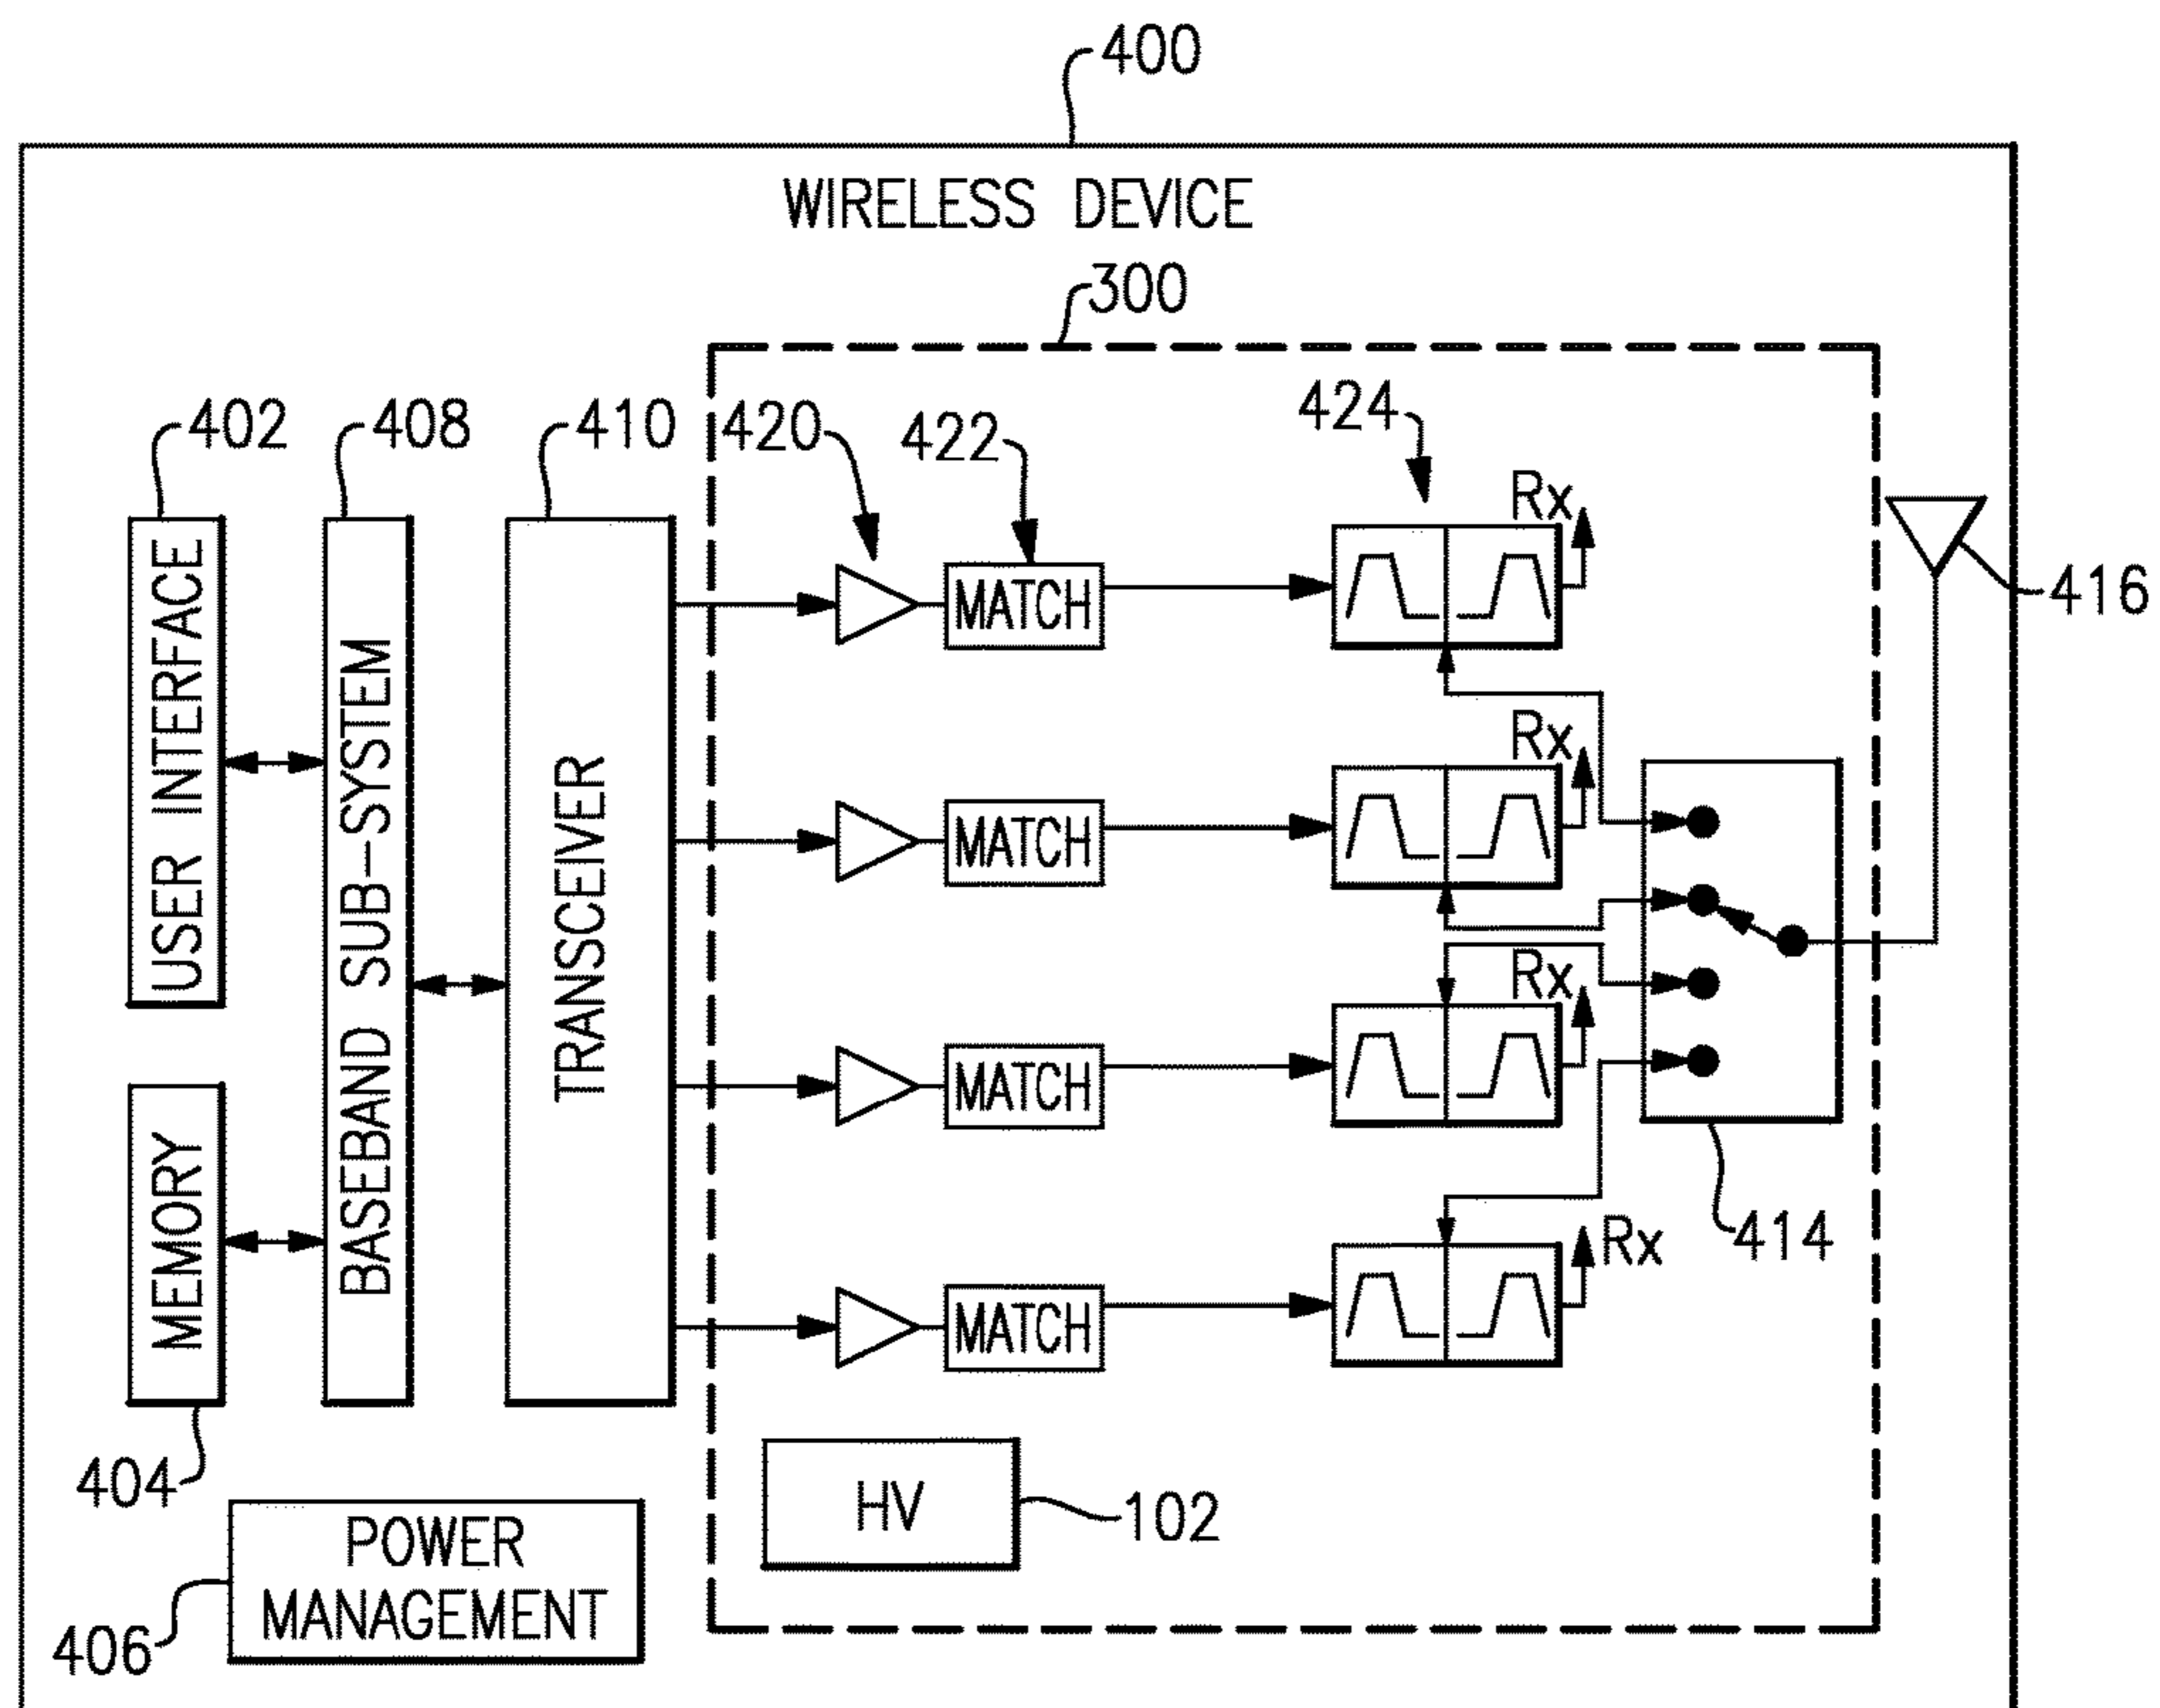 400
WIRELESS DEVICE
300
402
408
410
420
422
424
Rx
USER INTERFACE
BASEBAND SUB-SYSTEM
TRANSCEIVER
MATCH
416
Rx
MATCH
Rx
MATCH
MEMORY
Rx
414
MATCH
404
HV
102
POWER
MANAGEMENT
406